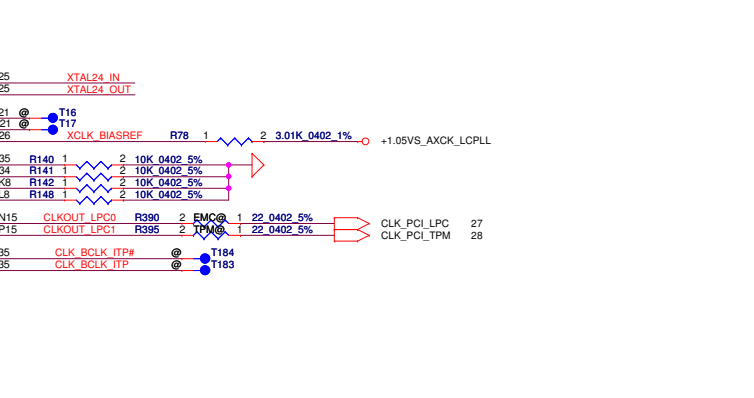 25 XTAL24_IN
25 XTAL24_OUT
21 @ T16
21 @ T17
26 XCLK_BIASREF R78 1 2 3.01K_0402_1% +1.05VS_AXCK_LCPLL
35 R140 1 2 10K_0402_5%
34 R141 1 2 10K_0402_5%
K8 R142 1 2 10K_0402_5%
L8 R148 1 2 10K_0402_5%
N15 CLKOUT_LPC0 R390 2 EMC@ 1 22_0402_5% CLK_PCI_LPC 27
P15 CLKOUT_LPC1 R395 2 TPM@ 1 22_0402_5% CLK_PCI_TPM 28
35 CLK_BCLK_ITP# @ T184
35 CLK_BCLK_ITP @ T183